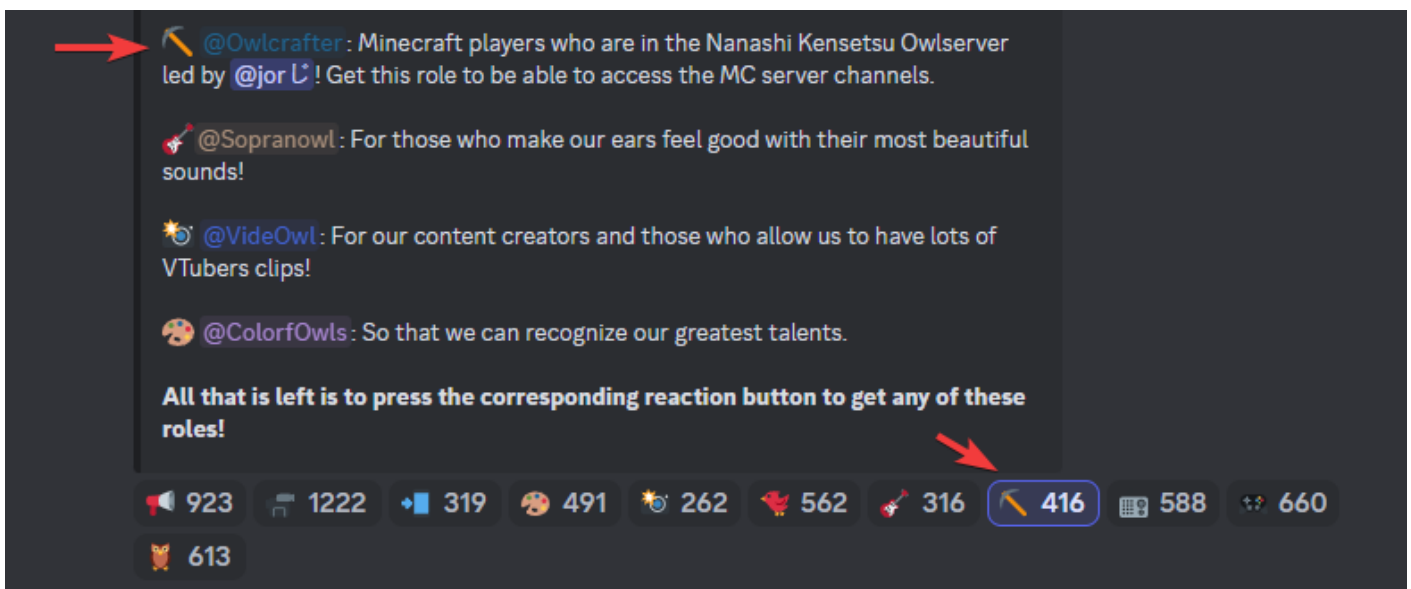 @Owlcrafter: Minecraft players who are in the Nanashi Kensetsu Owlserver
led by @jorじ! Get this role to be able to access the MC server channels.
@Sopranowl: For those who make our ears feel good with their most beautiful
sounds!
@VideOwl: For our content creators and those who allow us to have lots of
VTubers clips!
@ColorfOwls: So that we can recognize our greatest talents.
All that is left is to press the corresponding reaction button to get any of these
roles!
923 1222 319 491 262 562 316 416 588 660
613